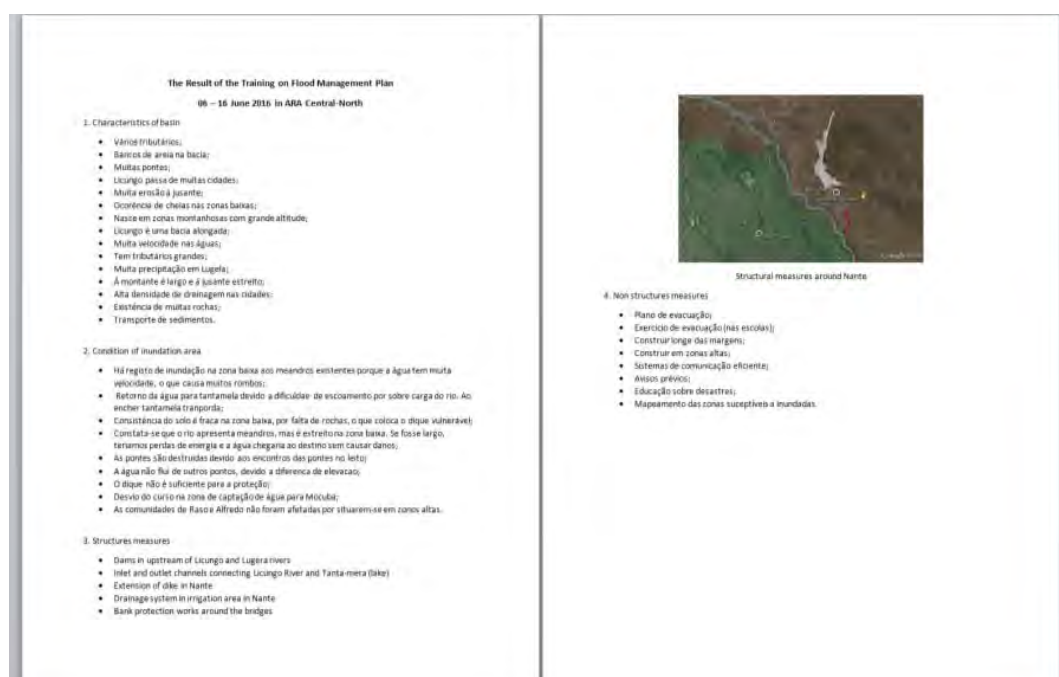 The Result of the Training on Flood Management Plan
06 – 16 June 2016 in ARA Central-North
1. Characteristics of basin
• Vários tributários;
• Bancos de areia na bacia;
• Muitas pontes;
• Licungo passa de muitas cidades;
• Muita erosão á jusante;
• Ocorência de cheias nas zonas baixas;
• Nasce em zonas montanhosas com grande altitude;
• Licungo é uma bacia alongada;
• Muita velocidade nas águas;
• Tem tributários grandes;
• Muita precipitação em Lugela;
• Á montante é largo e á jusante estreito;
• Alta densidade de drainagem nas cidades;
• Existência de muitas rochas;
• Transporte de sedimentos.
2. Condition of inundation area
• Há registo de inundação na zona baixa aos meandros existentes porque a água tem muita
velocidade, o que causa muitos rombos;
• Retorno da água para tantamela devido a dificuldae de escoamento por sobre carga do rio. Ao
encher tantamela tranporda;
• Consistência do solo é fraca na zona baixa, por falta de rochas, o que coloca o dique vulnerável;
• Constata-se que o rio apresenta meandros, mas é extreito na zona baixa. Se fosse largo,
teriamos perdas de energia e a água chegaria ao destino sem causar danos;
• As pontes são destruidas devido aos encontros das pontes no leito;
• A água não flui de outros pontos, devido a diferenca de elevacao;
• O dique não é suficiente para a proteção;
• Desvio do curso na zona de captação de água para Mocuba;
• As comunidades de Raso e Alfredo não foram afetadas por situarem-se em zonos altas.
3. Structures measures
• Dams in upstream of Licungo and Lugera rivers
• Inlet and outlet channels connecting Licungo River and Tanta-mera (lake)
• Extension of dike in Nante
• Drainage system in irrigation area in Nante
• Bank protection works around the bridges
Structural measures around Nante
4. Non structures measures
• Plano de evacuação;
• Exercicio de evacuação (nas escolas);
• Construir longe das margens;
• Construir em zonas altas;
• Sistemas de comunicação eficiente;
• Avisos prévios;
• Educação sobre desastres;
• Mapeamento das zonas suceptíveis a inundadas.